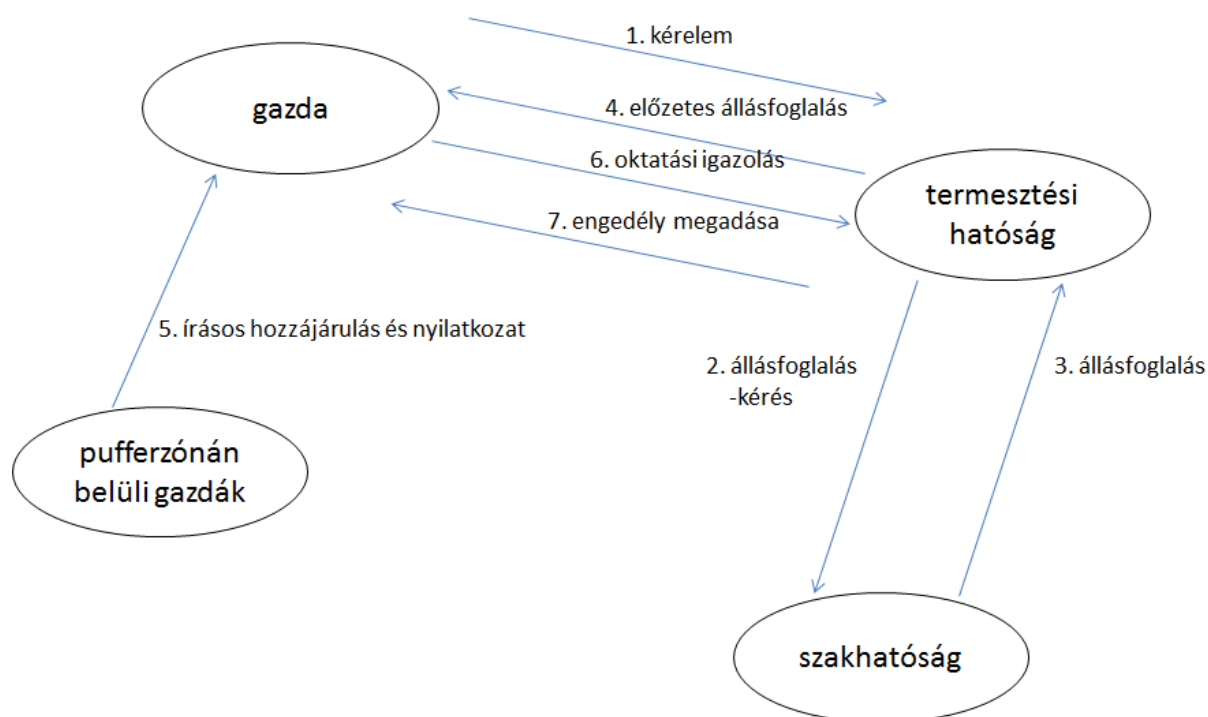 1. kérelem
gazda
4. előzetes állásfoglalás
6. oktatási igazolás
termesztési
hatóság
7. engedély megadása
5. írásos hozzájárulás és nyilatkozat
2. állásfoglalás
-kérés
3. állásfoglalás
pufferzónán
belüli gazdák
szakhatóság